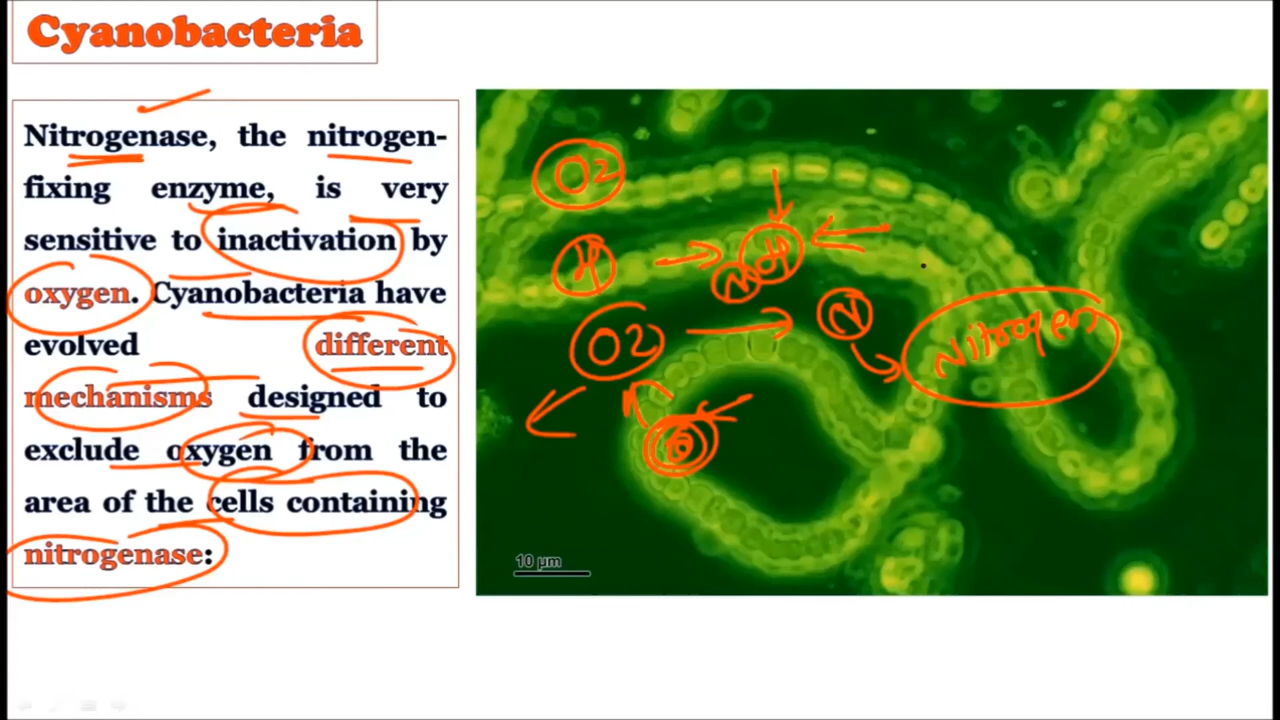 Cyanobacteria
Nitrogenase, the nitrogen-
fixing enzyme, is very
sensitive to inactivation by
oxygen. Cyanobacteria have
evolved different
mechanisms designed to
exclude oxygen from the
area of the cells containing
nitrogenase:
O2
O2
N
Nitrogen
10 µm